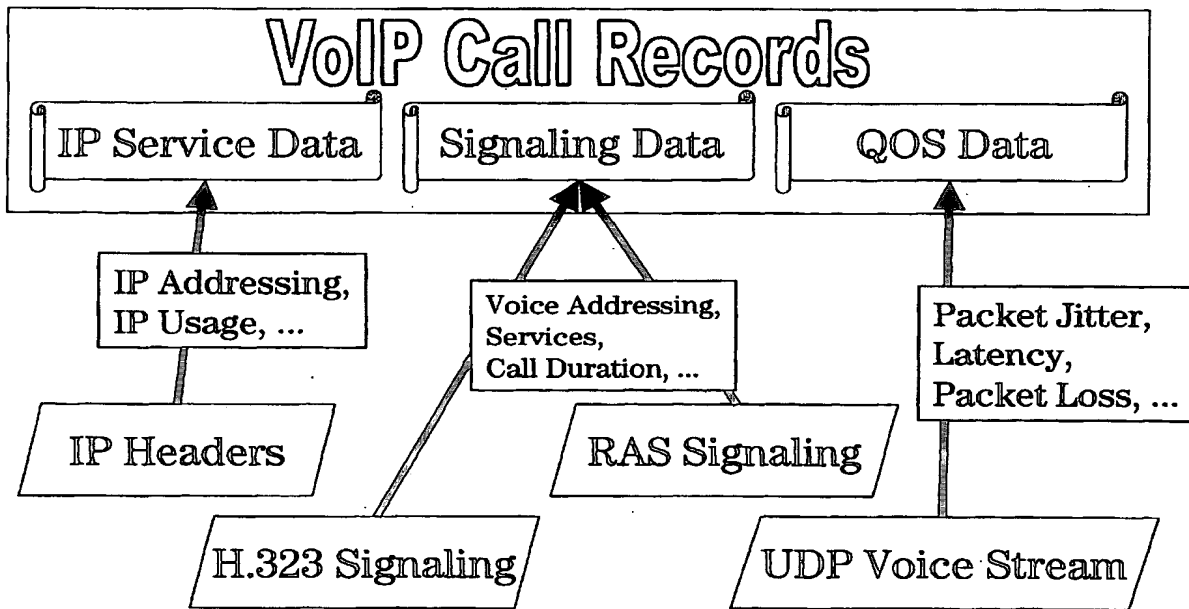 VoIP Call Records
IP Service Data
Signaling Data
QOS Data
IP Addressing,
IP Usage, ...
Voice Addressing,
Services,
Call Duration, ...
Packet Jitter,
Latency,
Packet Loss, ...
IP Headers
RAS Signaling
H.323 Signaling
UDP Voice Stream